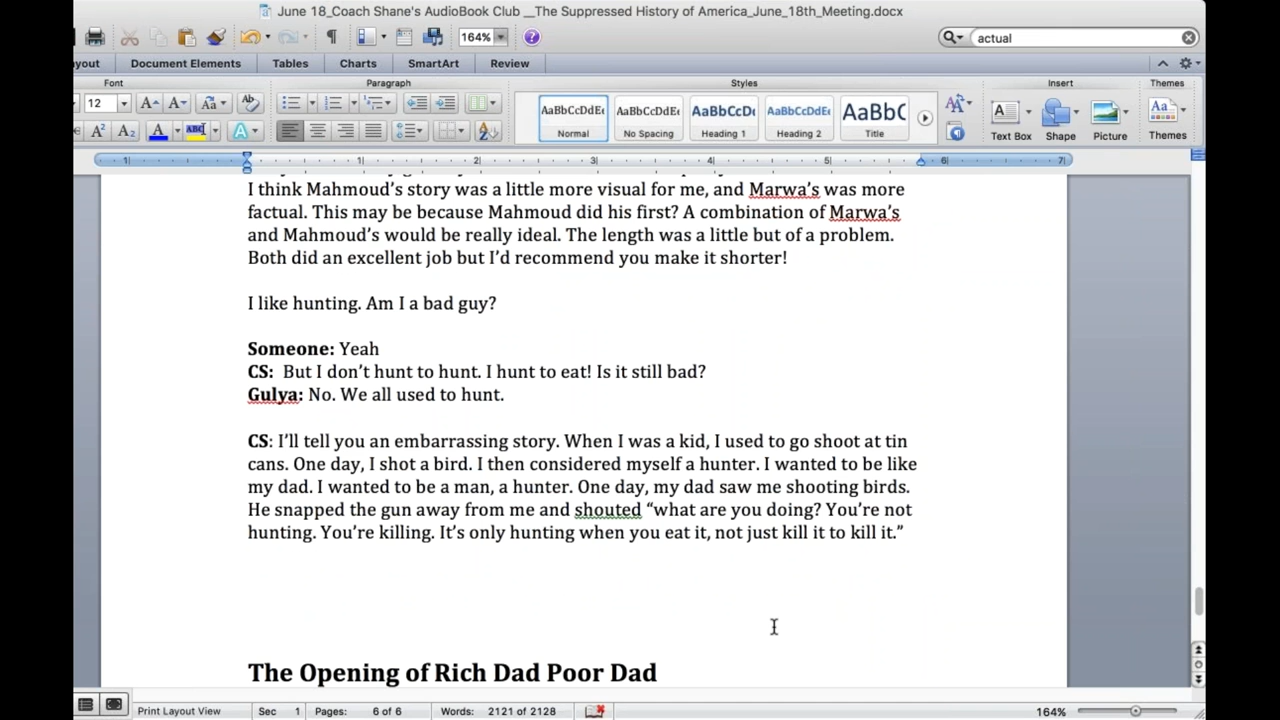 June 18_Coach Shane's AudioBook Club __The Suppressed History of America_June_18th_Meeting.docx
164%
actual
yout
Document Elements
Tables
Charts
SmartArt
Review
Font
Paragraph
Styles
Insert
Themes
12
Aa
AaBbCcDdEe
AaBbCcDdEe
AaBbCcDc
AaBbCcDdEe
AaBbC
Normal
No Spacing
Heading 1
Heading 2
Title
Text Box
Shape
Picture
Themes
I think Mahmoud’s story was a little more visual for me, and Marwa’s was more
factual. This may be because Mahmoud did his first? A combination of Marwa’s
and Mahmoud’s would be really ideal. The length was a little but of a problem.
Both did an excellent job but I’d recommend you make it shorter!
I like hunting. Am I a bad guy?
Someone: Yeah
CS: But I don’t hunt to hunt. I hunt to eat! Is it still bad?
Gulya: No. We all used to hunt.
CS: I’ll tell you an embarrassing story. When I was a kid, I used to go shoot at tin
cans. One day, I shot a bird. I then considered myself a hunter. I wanted to be like
my dad. I wanted to be a man, a hunter. One day, my dad saw me shooting birds.
He snapped the gun away from me and shouted “what are you doing? You’re not
hunting. You’re killing. It’s only hunting when you eat it, not just kill it to kill it.”
The Opening of Rich Dad Poor Dad
Print Layout View
Sec 1
Pages: 6 of 6
Words: 2121 of 2128
164%